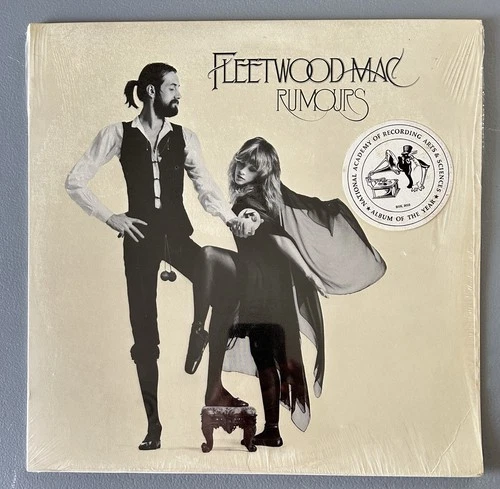 FLEETWOOD MAC
RUMOURS
NATIONAL ACADEMY OF RECORDING ARTS & SCIENCES
★ ALBUM OF THE YEAR ★